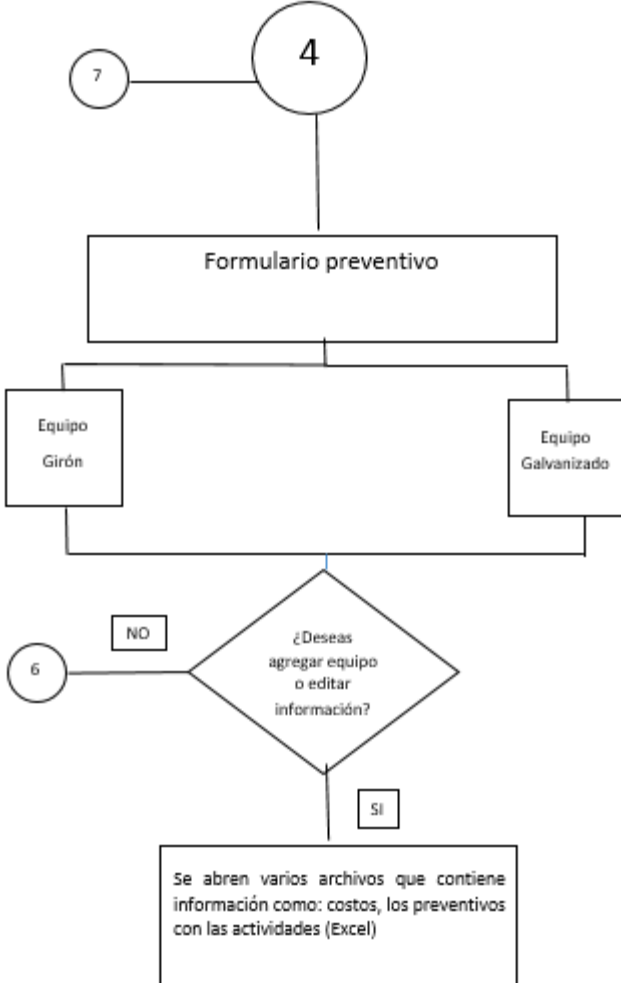 4
7
Formulario preventivo
Equipo
Girón
Equipo
Galvanizado
¿Deseas
agregar equipo
o editar
información?
NO
6
SI
Se abren varios archivos que contiene
información como: costos, los preventivos
con las actividades (Excel)